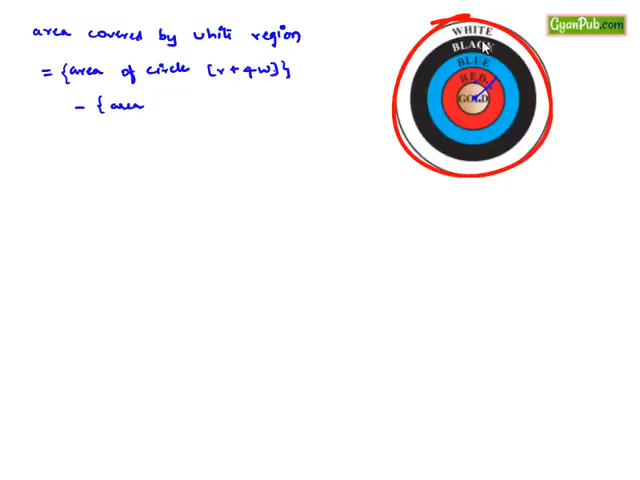 area covered by white region
= {area of circle [r + 4w]}
- {area
GyanPub.com
WHITE
BLACK
BLUE
RED
GOLD